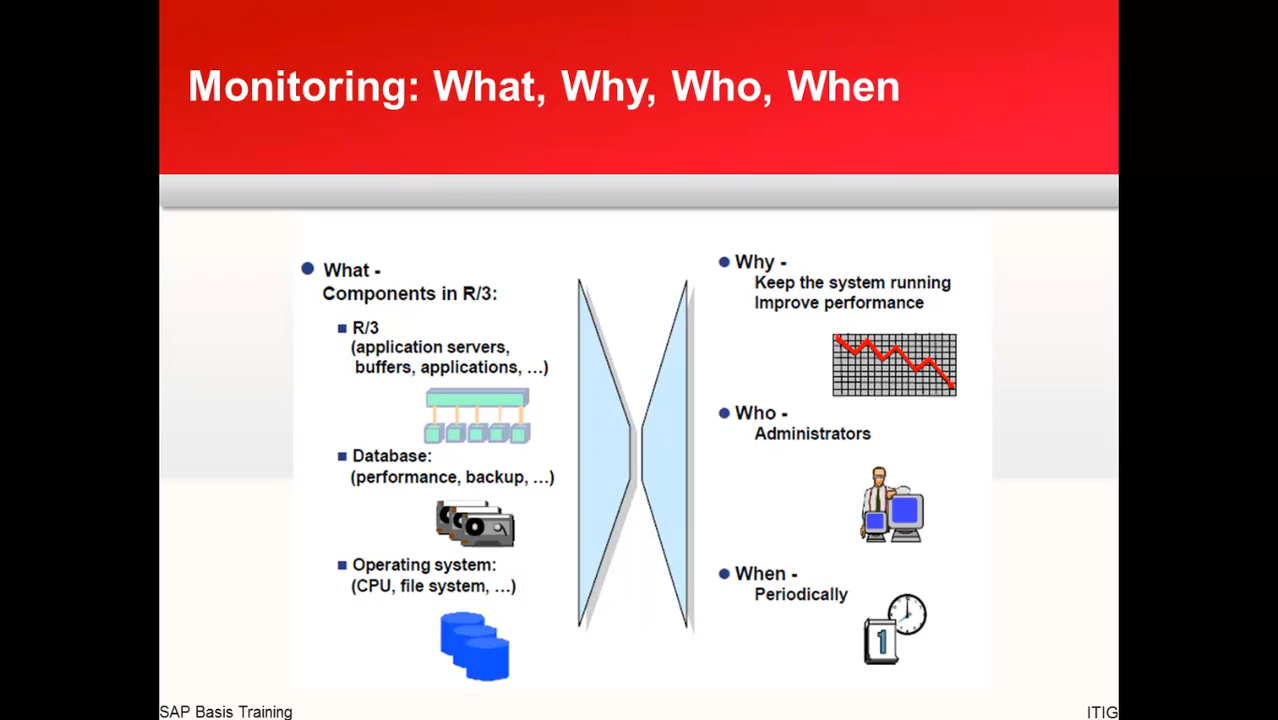 Monitoring: What, Why, Who, When
What -
Components in R/3:
R/3
(application servers,
buffers, applications, ...)
Database:
(performance, backup, ...)
Operating system:
(CPU, file system, ...)
Why -
Keep the system running
Improve performance
Who -
Administrators
When -
Periodically
1
SAP Basis Training
ITIG